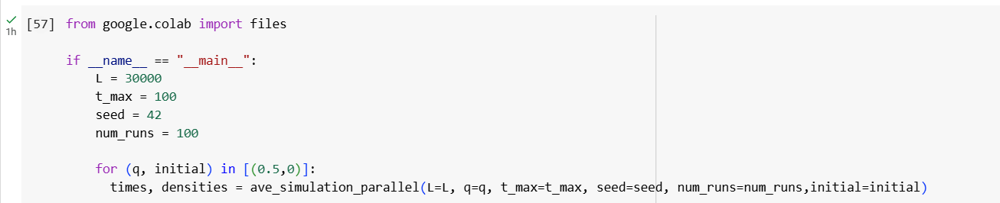 [57] from google.colab import files
1h
if __name__ == "__main__":
L = 30000
t_max = 100
seed = 42
num_runs = 100
for (q, initial) in [(0.5,0)]:
times, densities = ave_simulation_parallel(L=L, q=q, t_max=t_max, seed=seed, num_runs=num_runs,initial=initial)